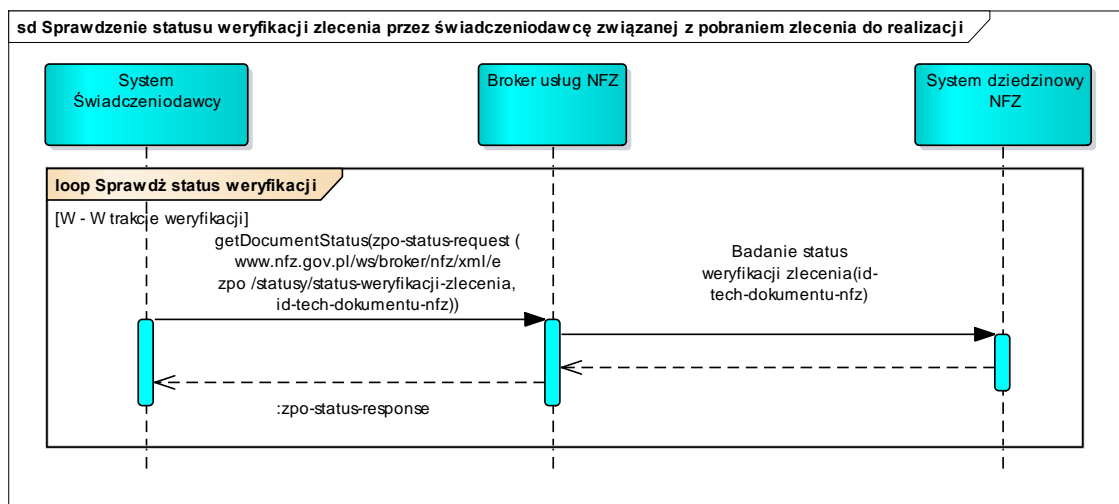 sd Sprawdzenie statusu weryfikacji zlecenia przez świadczeniodawcę związanej z pobraniem zlecenia do realizacji
System
Świadczeniodawcy
Broker usług NFZ
System dziedzinowy
NFZ
loop Sprawdż status weryfikacji
[W - W trakcie weryfikacji]
getDocumentStatus(zpo-status-request (
www.nfz.gov.pl/ws/broker/nfz/xml/e
zpo /statusy/status-weryfikacji-zlecenia,
id-tech-dokumentu-nfz))
Badanie status
weryfikacji zlecenia(id-
tech-dokumentu-nfz)
:zpo-status-response